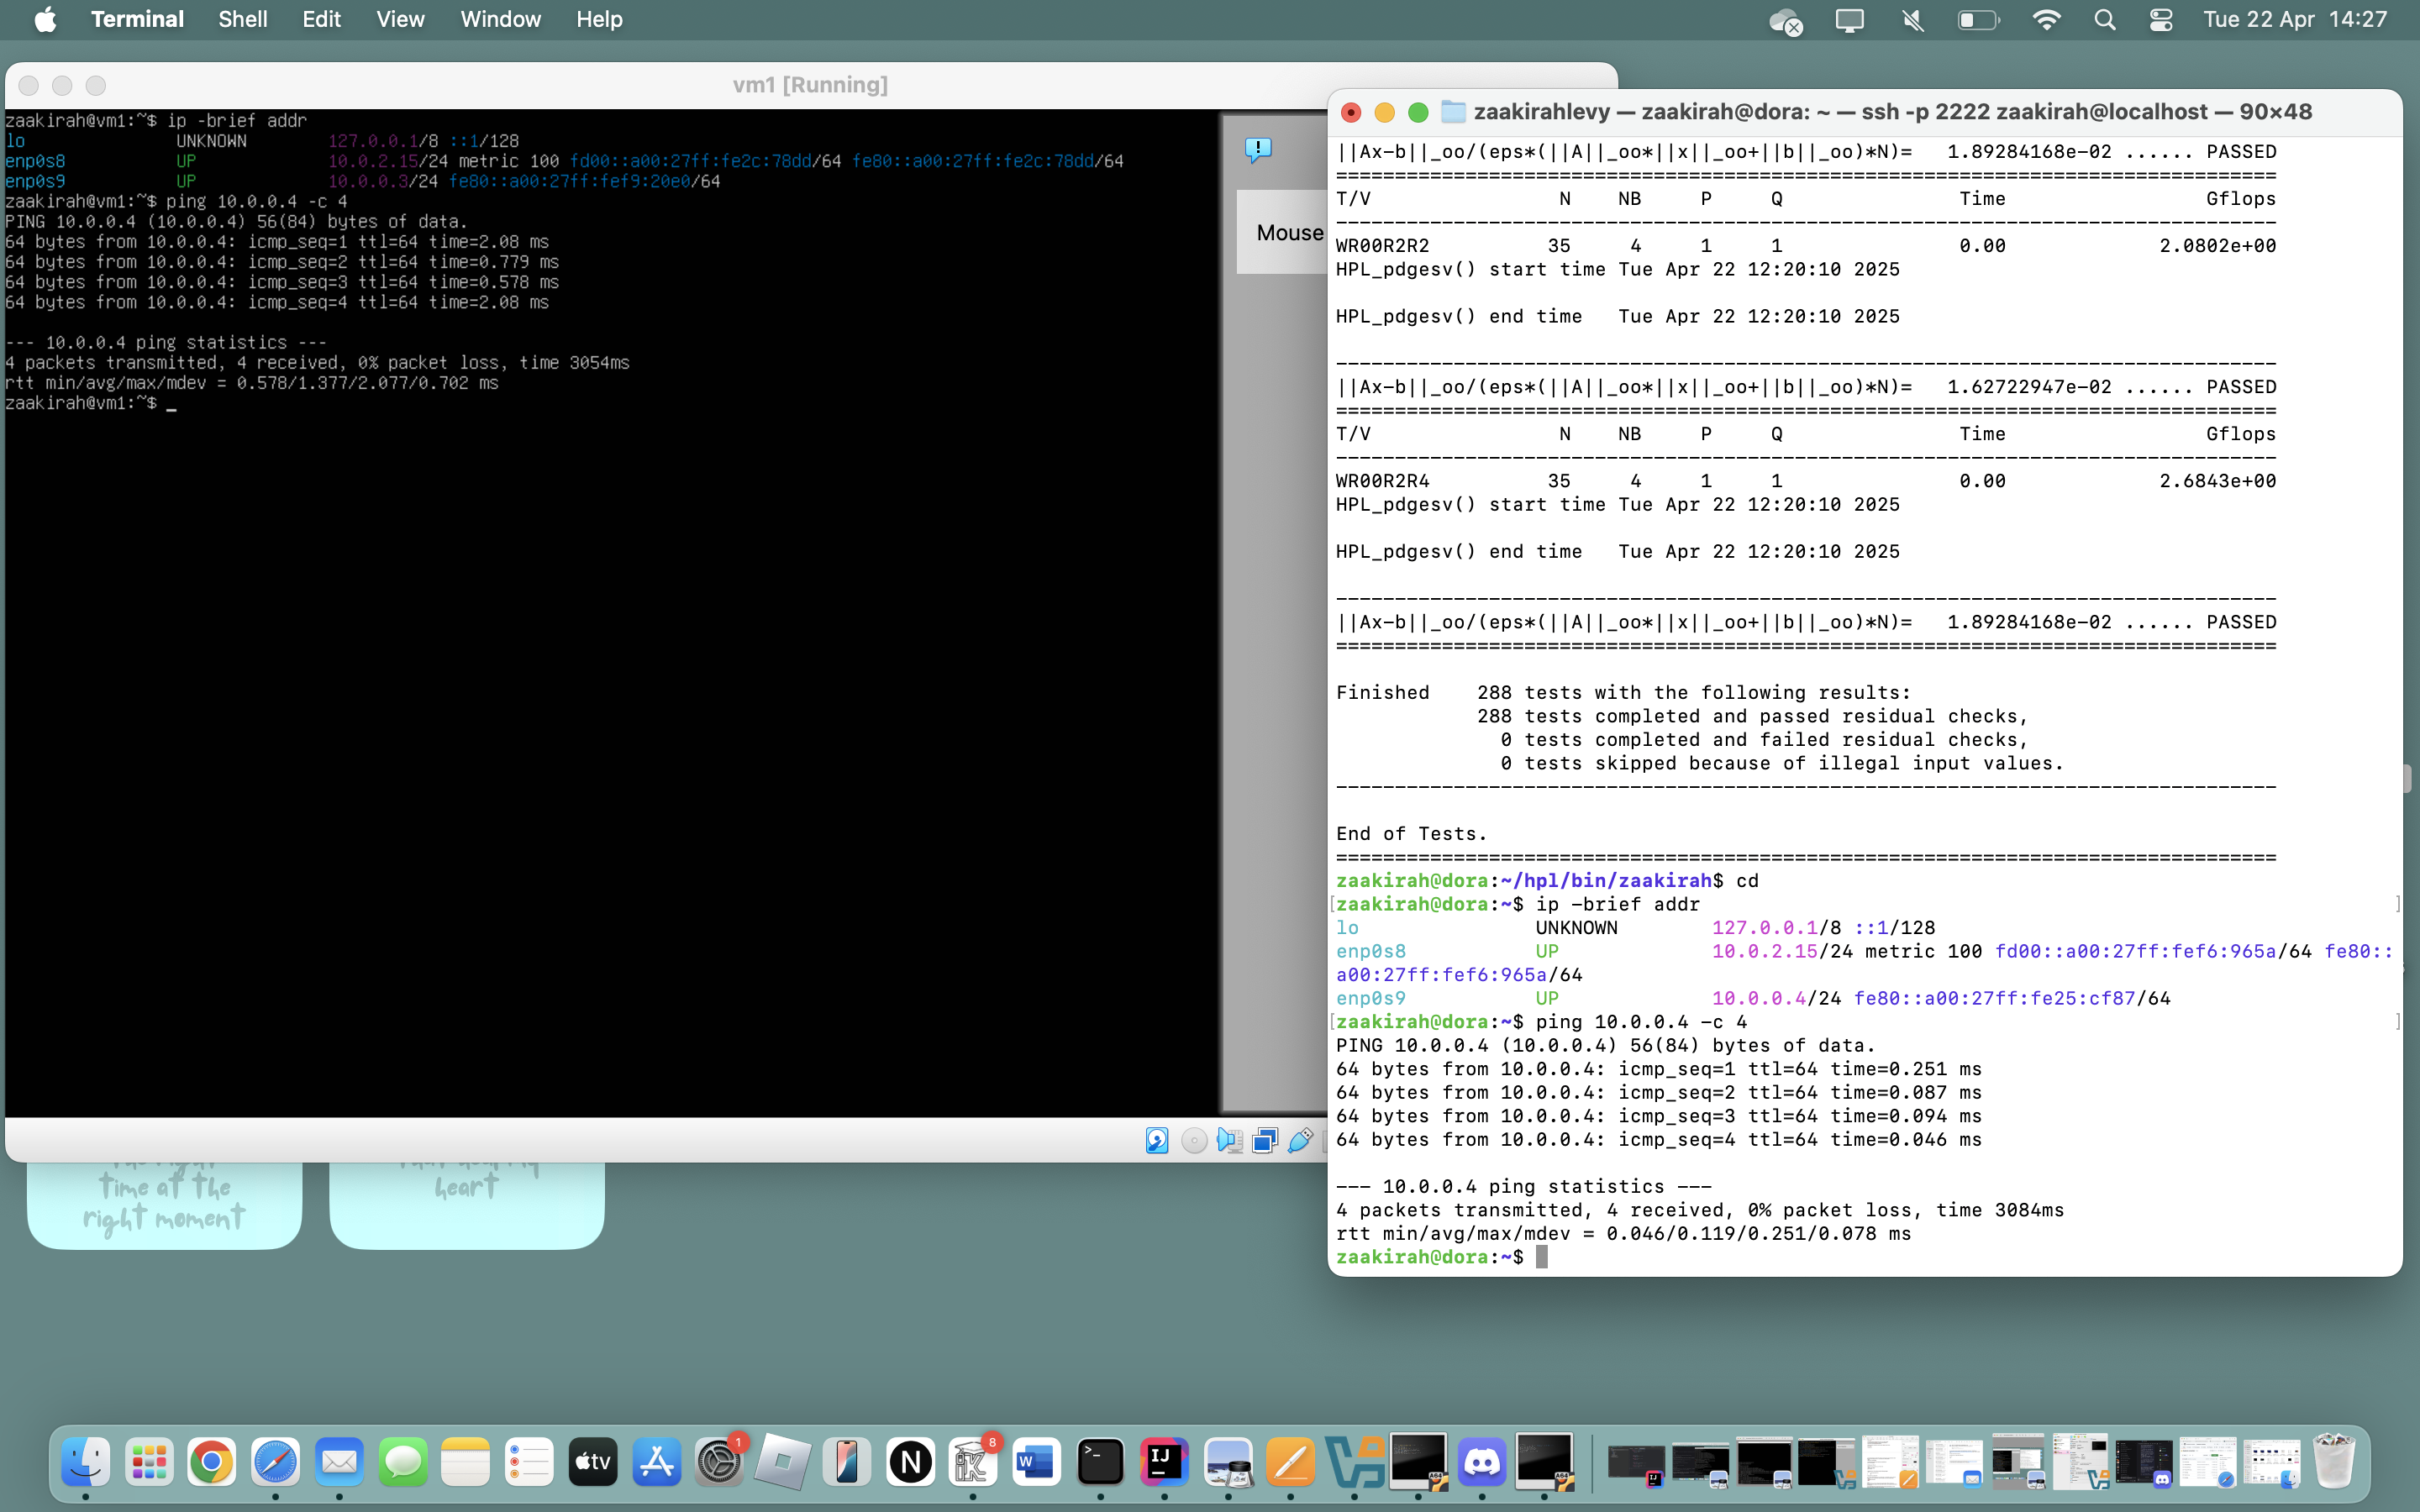 Terminal Shell Edit View Window Help Tue 22 Apr 14:27
vm1 [Running]
zaakirah@vm1:~$ ip -brief addr
lo UNKNOWN 127.0.0.1/8 ::1/128
enp0s8 UP 10.0.2.15/24 metric 100 fd00::a00:27ff:fe2c:78dd/64 fe80::a00:27ff:fe2c:78dd/64
enp0s9 UP 10.0.0.3/24 fe80::a00:27ff:fef9:20e0/64
zaakirah@vm1:~$ ping 10.0.0.4 -c 4
PING 10.0.0.4 (10.0.0.4) 56(84) bytes of data.
64 bytes from 10.0.0.4: icmp_seq=1 ttl=64 time=2.08 ms
64 bytes from 10.0.0.4: icmp_seq=2 ttl=64 time=0.779 ms
64 bytes from 10.0.0.4: icmp_seq=3 ttl=64 time=0.578 ms
64 bytes from 10.0.0.4: icmp_seq=4 ttl=64 time=2.08 ms
--- 10.0.0.4 ping statistics ---
4 packets transmitted, 4 received, 0% packet loss, time 3054ms
rtt min/avg/max/mdev = 0.578/1.377/2.077/0.702 ms
zaakirah@vm1:~$ _
Mouse
time at the
right moment
heart
zaakirahlevy — zaakirah@dora: ~ — ssh -p 2222 zaakirah@localhost — 90×48
||Ax-b||_oo/(eps*(||A||_oo*||x||_oo+||b||_oo)*N)= 1.89284168e-02 ...... PASSED
================================================================================
T/V N NB P Q Time Gflops
--------------------------------------------------------------------------------
WR00R2R2 35 4 1 1 0.00 2.0802e+00
HPL_pdgesv() start time Tue Apr 22 12:20:10 2025
HPL_pdgesv() end time Tue Apr 22 12:20:10 2025
--------------------------------------------------------------------------------
||Ax-b||_oo/(eps*(||A||_oo*||x||_oo+||b||_oo)*N)= 1.62722947e-02 ...... PASSED
================================================================================
T/V N NB P Q Time Gflops
--------------------------------------------------------------------------------
WR00R2R4 35 4 1 1 0.00 2.6843e+00
HPL_pdgesv() start time Tue Apr 22 12:20:10 2025
HPL_pdgesv() end time Tue Apr 22 12:20:10 2025
--------------------------------------------------------------------------------
||Ax-b||_oo/(eps*(||A||_oo*||x||_oo+||b||_oo)*N)= 1.89284168e-02 ...... PASSED
================================================================================
Finished 288 tests with the following results:
288 tests completed and passed residual checks,
0 tests completed and failed residual checks,
0 tests skipped because of illegal input values.
--------------------------------------------------------------------------------
End of Tests.
================================================================================
zaakirah@dora:~/hpl/bin/zaakirah$ cd
[zaakirah@dora:~$ ip -brief addr ]
lo UNKNOWN 127.0.0.1/8 ::1/128
enp0s8 UP 10.0.2.15/24 metric 100 fd00::a00:27ff:fef6:965a/64 fe80::
a00:27ff:fef6:965a/64
enp0s9 UP 10.0.0.4/24 fe80::a00:27ff:fe25:cf87/64
[zaakirah@dora:~$ ping 10.0.0.4 -c 4 ]
PING 10.0.0.4 (10.0.0.4) 56(84) bytes of data.
64 bytes from 10.0.0.4: icmp_seq=1 ttl=64 time=0.251 ms
64 bytes from 10.0.0.4: icmp_seq=2 ttl=64 time=0.087 ms
64 bytes from 10.0.0.4: icmp_seq=3 ttl=64 time=0.094 ms
64 bytes from 10.0.0.4: icmp_seq=4 ttl=64 time=0.046 ms
--- 10.0.0.4 ping statistics ---
4 packets transmitted, 4 received, 0% packet loss, time 3084ms
rtt min/avg/max/mdev = 0.046/0.119/0.251/0.078 ms
zaakirah@dora:~$
tv 1 N 8 W >_ IJ A64 A64